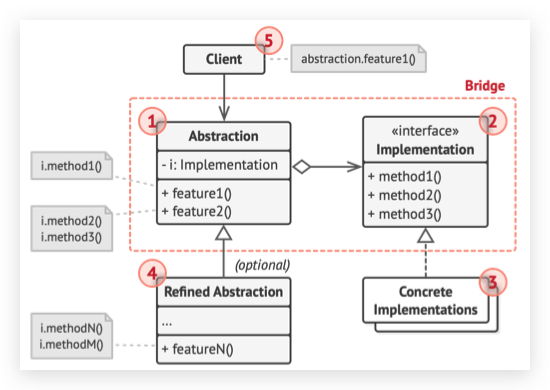 5
Client
abstraction.feature1()
Bridge
1
Abstraction
- i: Implementation
+ feature1()
+ feature2()
2
«interface»
Implementation
+ method1()
+ method2()
+ method3()
i.method1()
i.method2()
i.method3()
(optional)
4
Refined Abstraction
...
+ featureN()
3
Concrete
Implementations
i.methodN()
i.methodM()